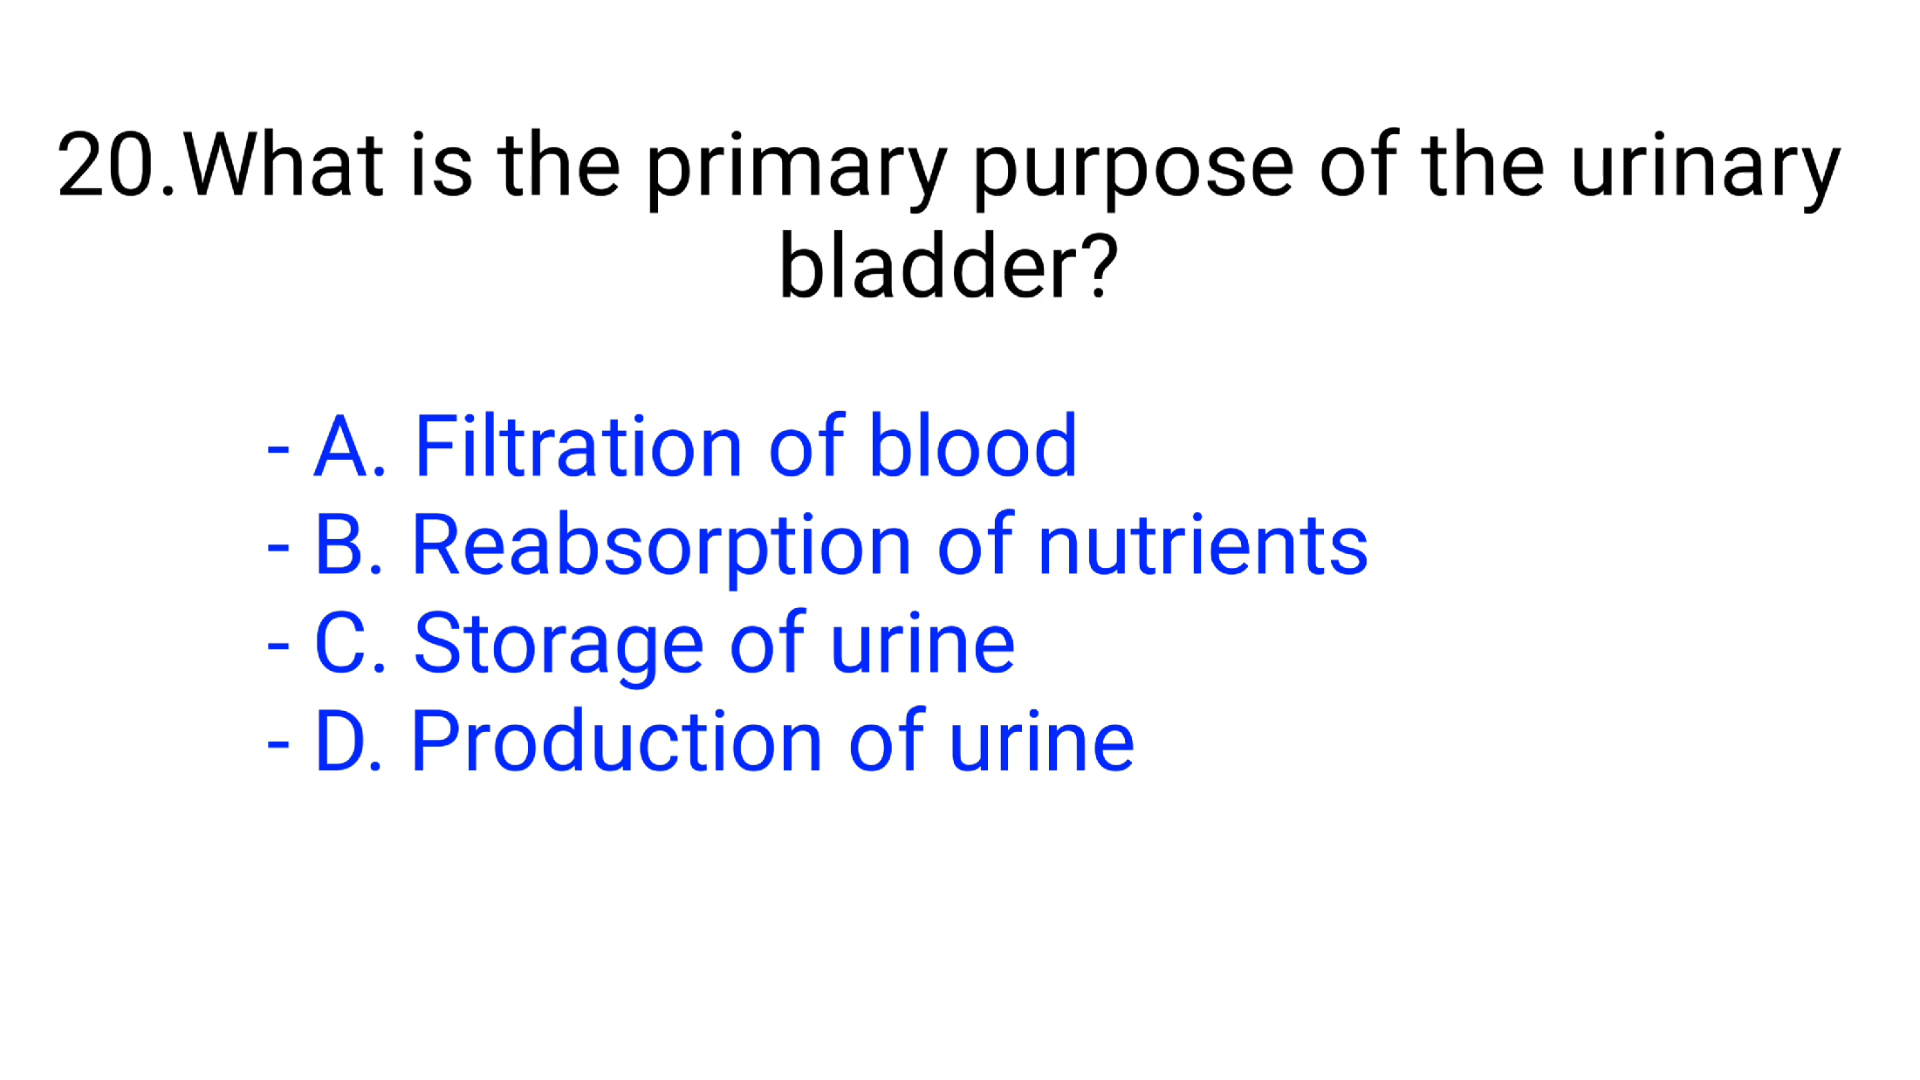 20.What is the primary purpose of the urinary
bladder?
- A. Filtration of blood
- B. Reabsorption of nutrients
- C. Storage of urine
- D. Production of urine